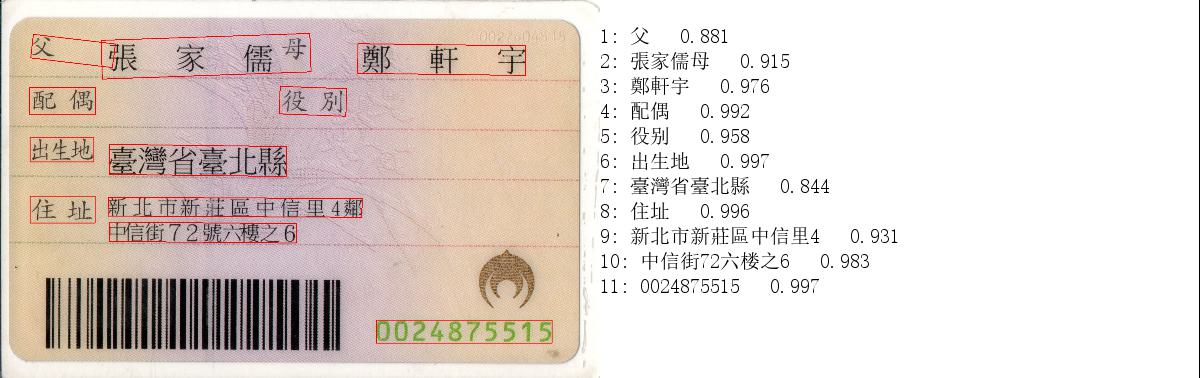 父 張家儒 母 鄭軒宇
配偶 役別
出生地 臺灣省臺北縣
住址 新北市新莊區中信里4鄰
中信街72號六樓之6
0024875515
1: 父 0.881
2: 張家儒母 0.915
3: 鄭軒宇 0.976
4: 配偶 0.992
5: 役别 0.958
6: 出生地 0.997
7: 臺灣省臺北縣 0.844
8: 住址 0.996
9: 新北市新莊區中信里4 0.931
10: 中信街72六楼之6 0.983
11: 0024875515 0.997